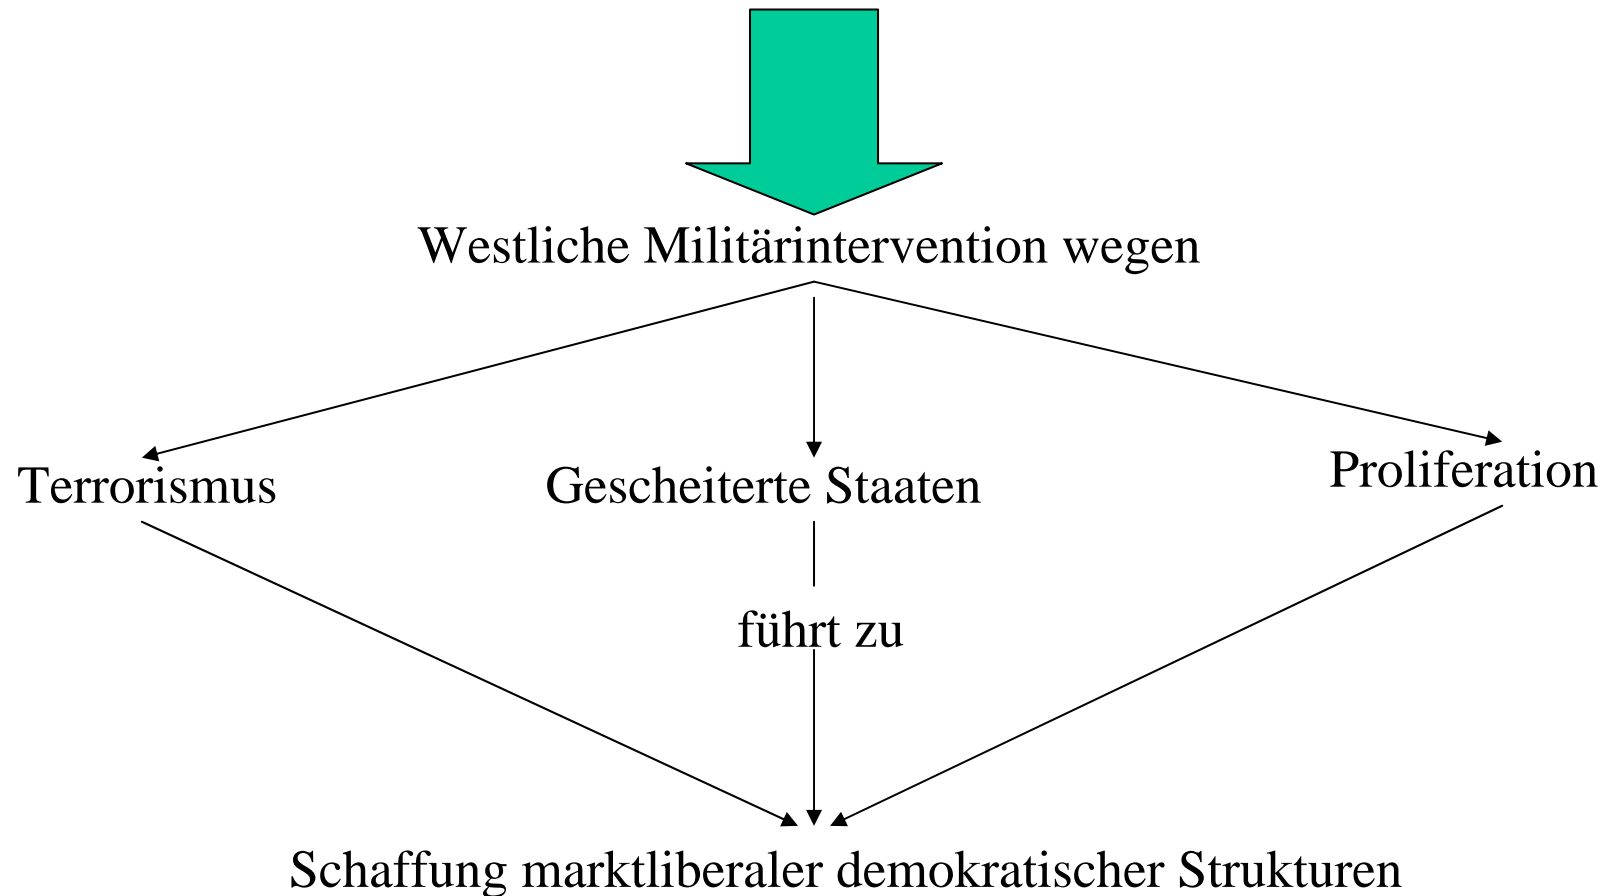 Westliche Militärintervention wegen
Terrorismus
Gescheiterte Staaten
Proliferation
führt zu
Schaffung marktliberaler demokratischer Strukturen